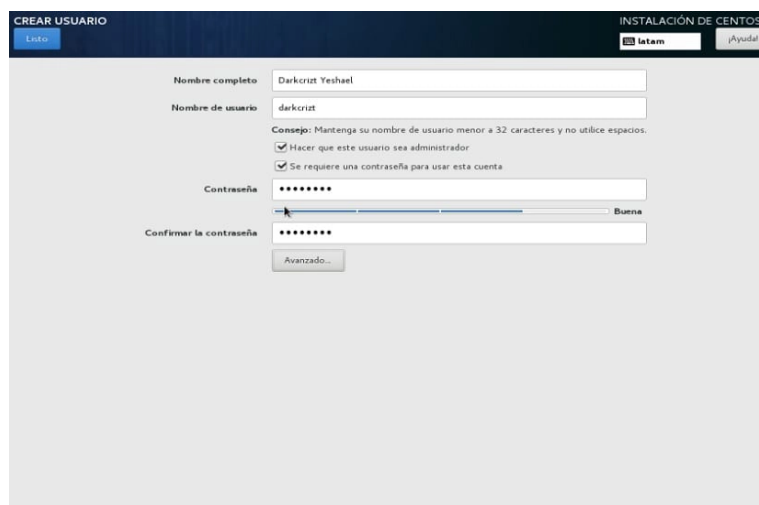 CREAR USUARIO
INSTALACIÓN DE CENTOS
Listo
latam
¡Ayuda!
Nombre completo
Darkcrizt Yeshael
Nombre de usuario
darkcrizt
Consejo: Mantenga su nombre de usuario menor a 32 caracteres y no utilice espacios.
Hacer que este usuario sea administrador
Se requiere una contraseña para usar esta cuenta
Contraseña
••••••••
Buena
Confirmar la contraseña
••••••••
Avanzado...